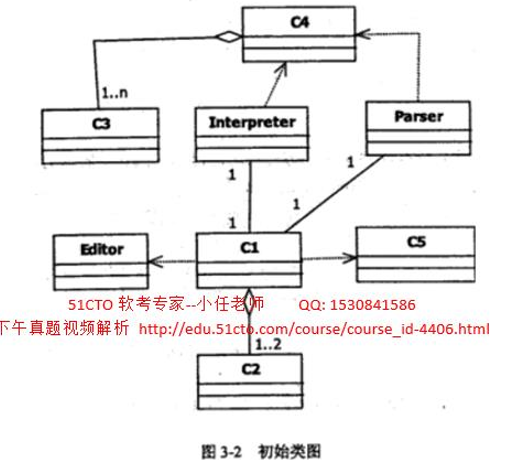 C4
1..n
C3
Interpreter
Parser
1
1
1
1
Editor
C1
C5
51CTO 软考专家--小任老师 QQ: 1530841586
下午真题视频解析 http://edu.51cto.com/course/course_id-4406.html
1..2
C2
图 3-2 初始类图